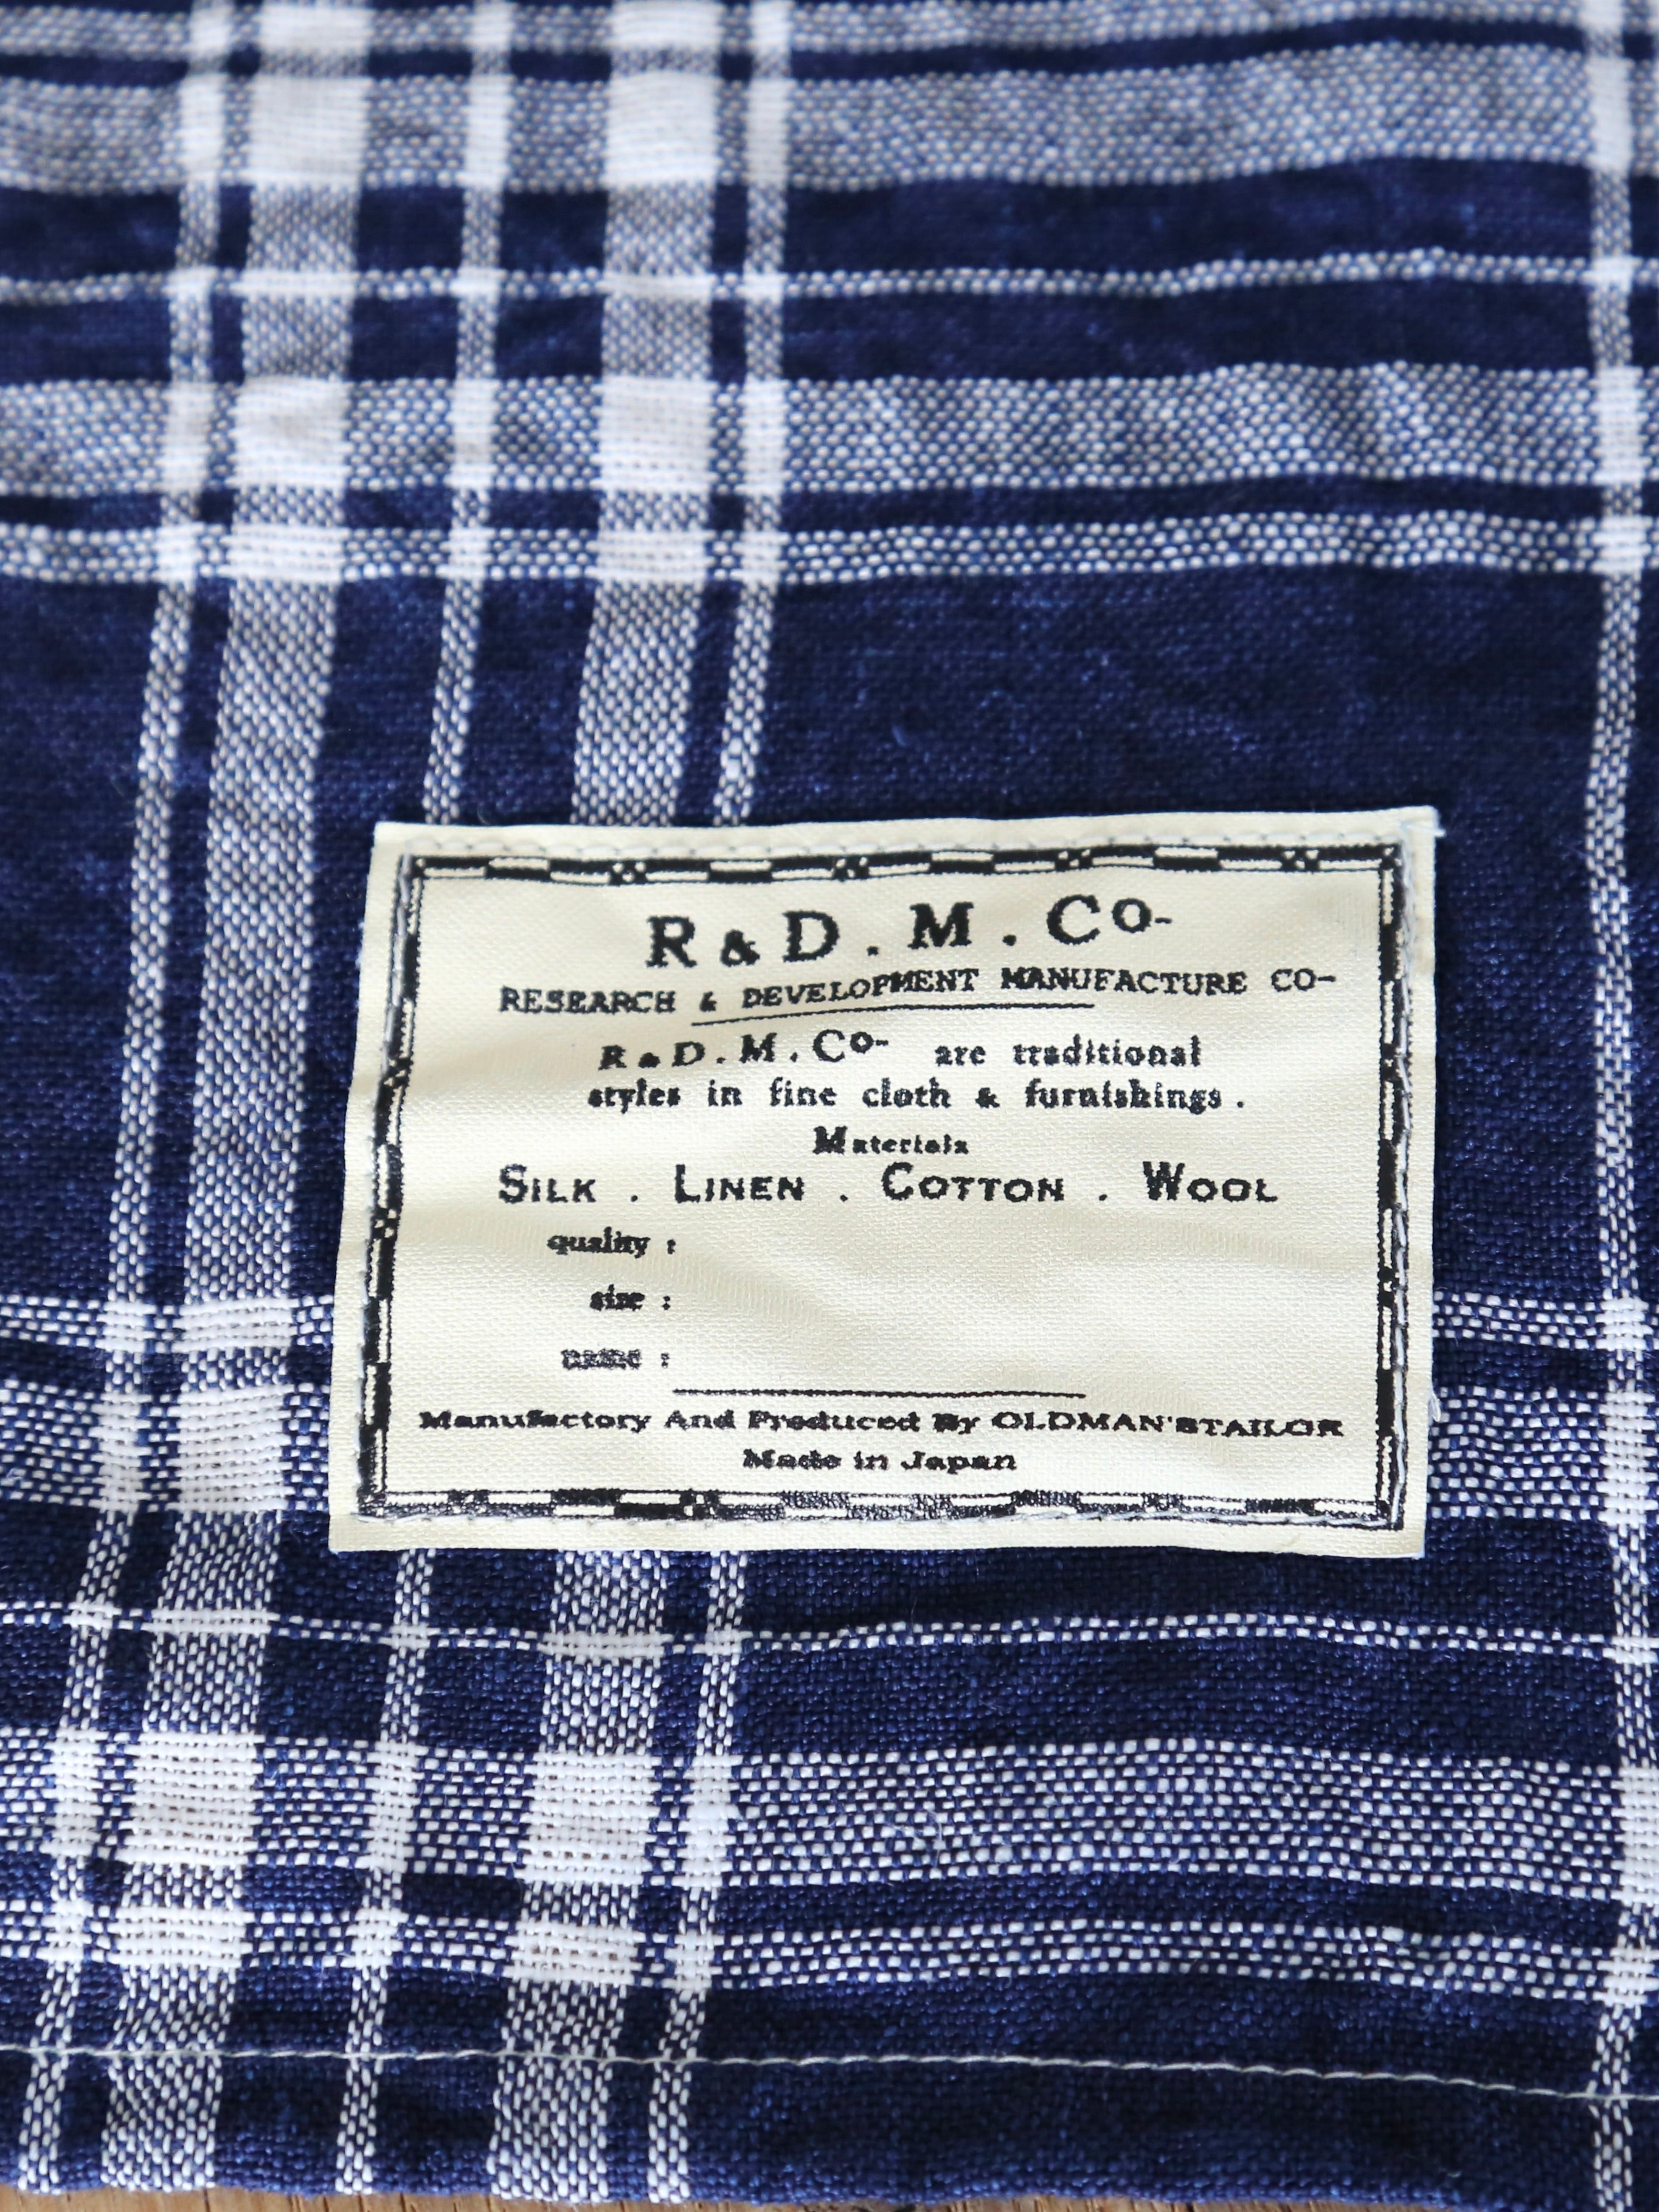 R & D . M . Co-
RESEARCH & DEVELOPMENT MANUFACTURE CO-
R & D . M . Co- are traditional
styles in fine cloth & furnishings .
Materials
SILK . LINEN . COTTON . WOOL
quality :
size :
name :
Manufactory And Produced By OLDMAN'STAILOR
Made in Japan